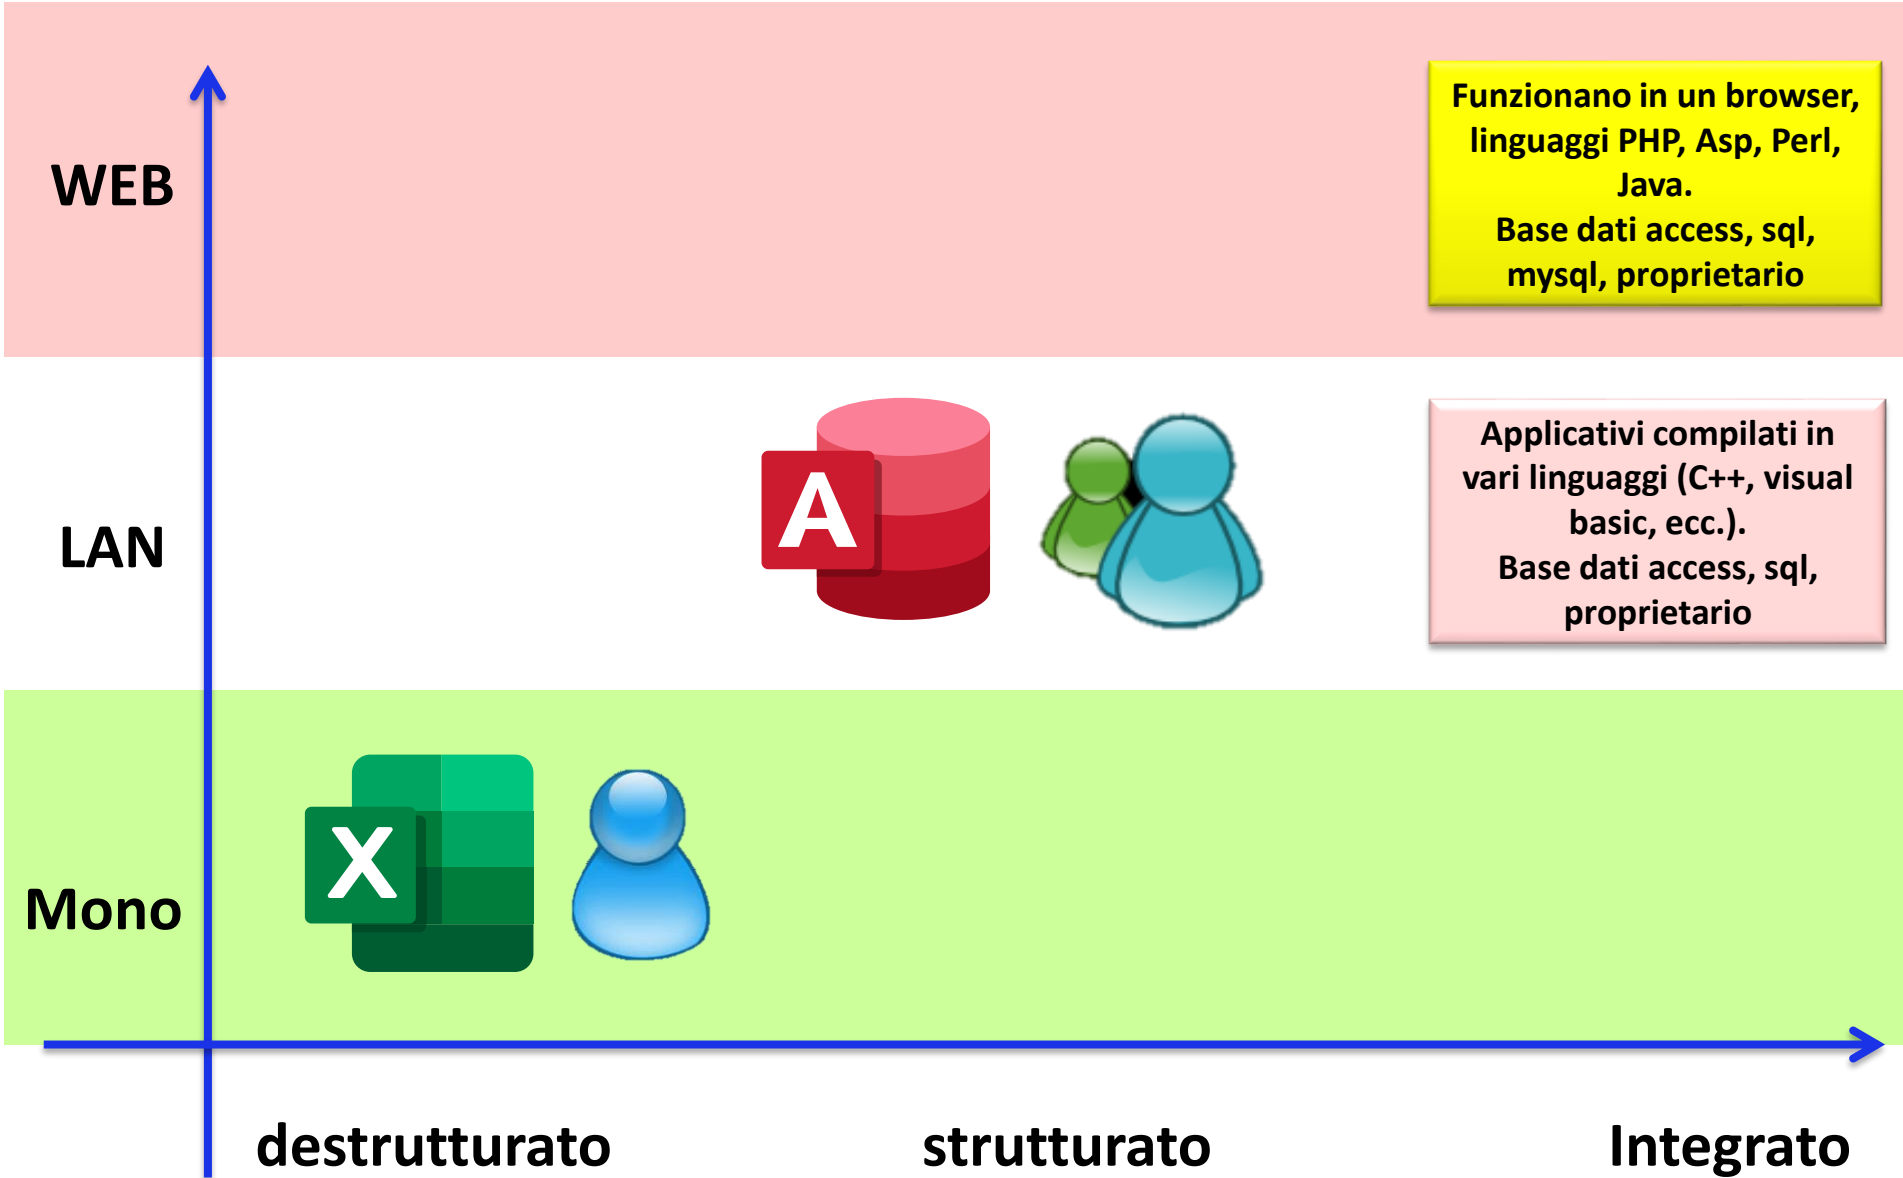 WEB
Funzionano in un browser,
linguaggi PHP, Asp, Perl,
Java.
Base dati access, sql,
mysql, proprietario
LAN
A
Applicativi compilati in
vari linguaggi (C++, visual
basic, ecc.).
Base dati access, sql,
proprietario
Mono
X
destrutturato
strutturato
Integrato